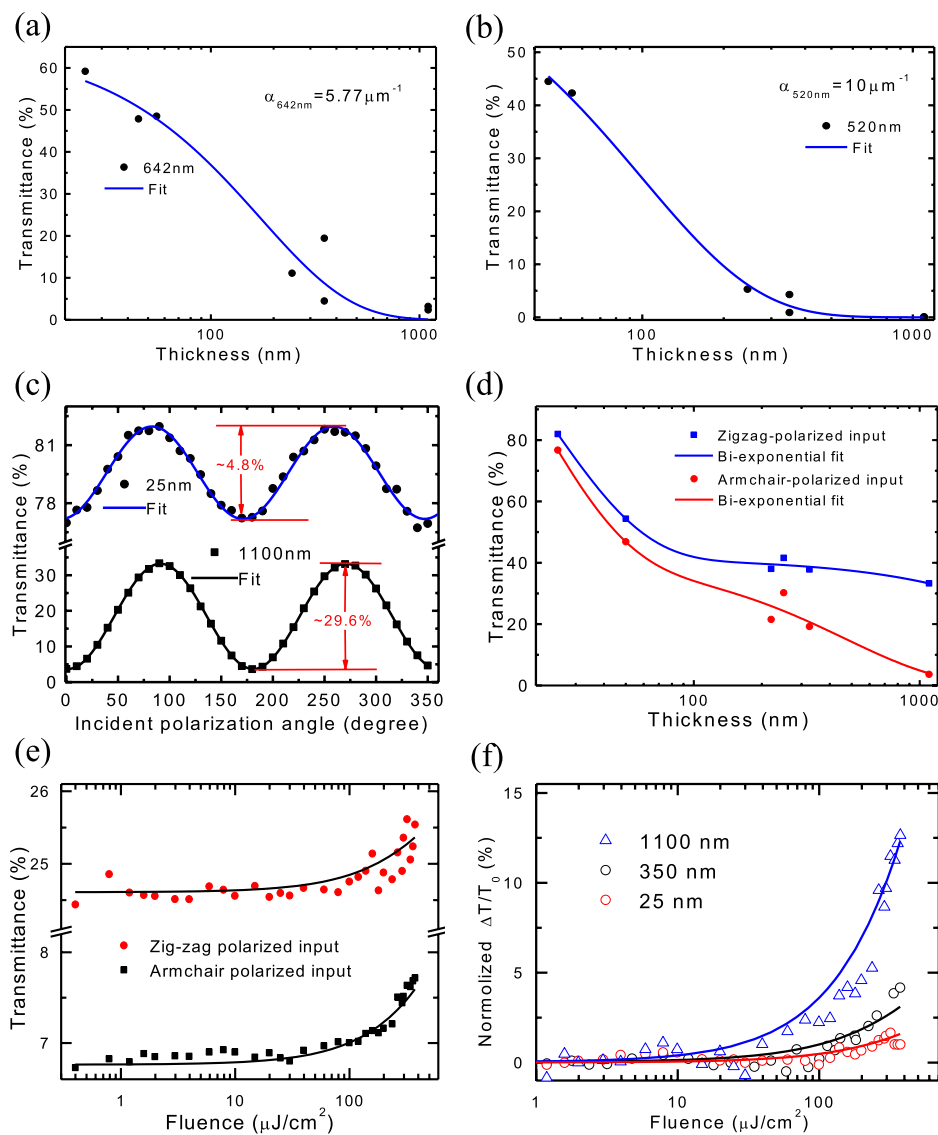 (a)
60
50
40
30
20
10
0
Transmittance (%)
α642nm=5.77μm-1
642nm
Fit
100
1000
Thickness (nm)
(b)
50
40
30
20
10
0
Transmittance (%)
α520nm=10μm-1
520nm
Fit
100
1000
Thickness (nm)
(c)
81
78
30
20
10
0
Transmittance (%)
~4.8%
25nm
Fit
1100nm
Fit
~29.6%
0 50 100 150 200 250 300 350
Incident polarization angle (degree)
(d)
80
60
40
20
0
Transmittance (%)
Zigzag-polarized input
Bi-exponential fit
Armchair-polarized input
Bi-exponential fit
100
1000
Thickness (nm)
(e)
26
25
8
7
Transmittance (%)
Zig-zag polarized input
Armchair polarized input
1 10 100
Fluence (μJ/cm2)
(f)
15
10
5
0
Normolized ΔT/T0 (%)
1100 nm
350 nm
25 nm
1 10 100
Fluence (μJ/cm2)